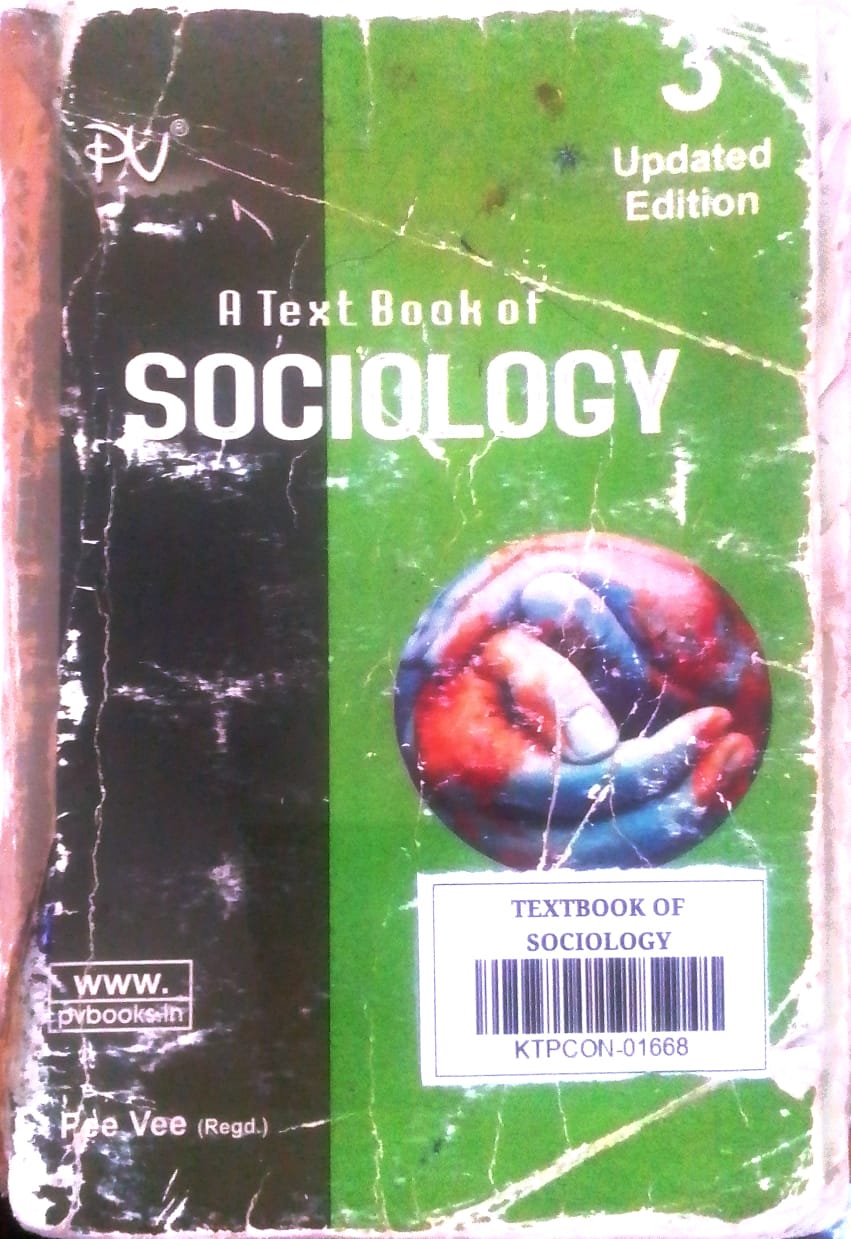 3
Updated
Edition
PV®
A Text Book of
SOCIOLOGY
TEXTBOOK OF
SOCIOLOGY
KTPCON-01668
www.
pvbooks.in
Pee Vee (Regd.)